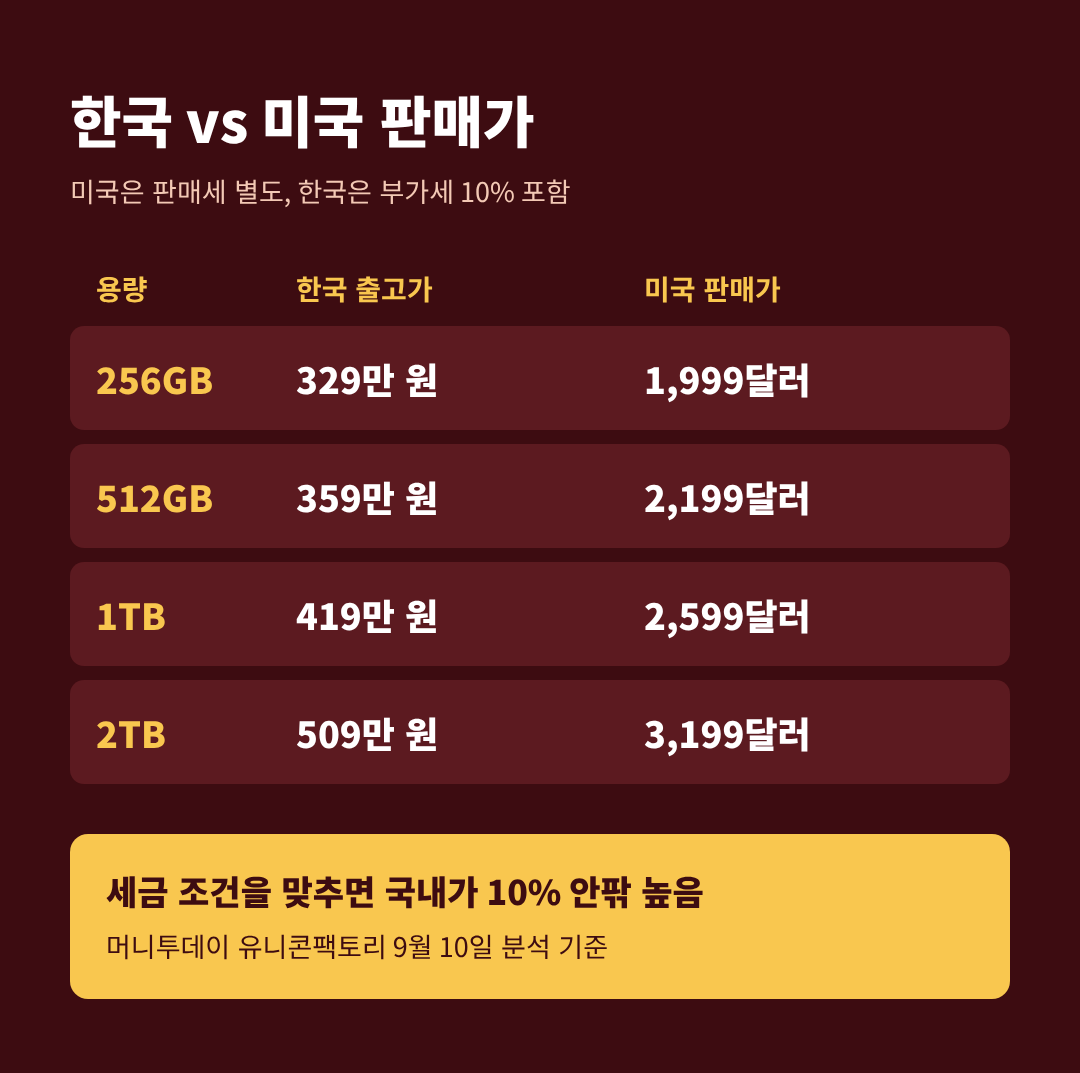 한국 vs 미국 판매가
미국은 판매세 별도, 한국은 부가세 10% 포함
용량 한국 출고가 미국 판매가
256GB 329만 원 1,999달러
512GB 359만 원 2,199달러
1TB 419만 원 2,599달러
2TB 509만 원 3,199달러
세금 조건을 맞추면 국내가 10% 안팎 높음
머니투데이 유니콘팩토리 9월 10일 분석 기준